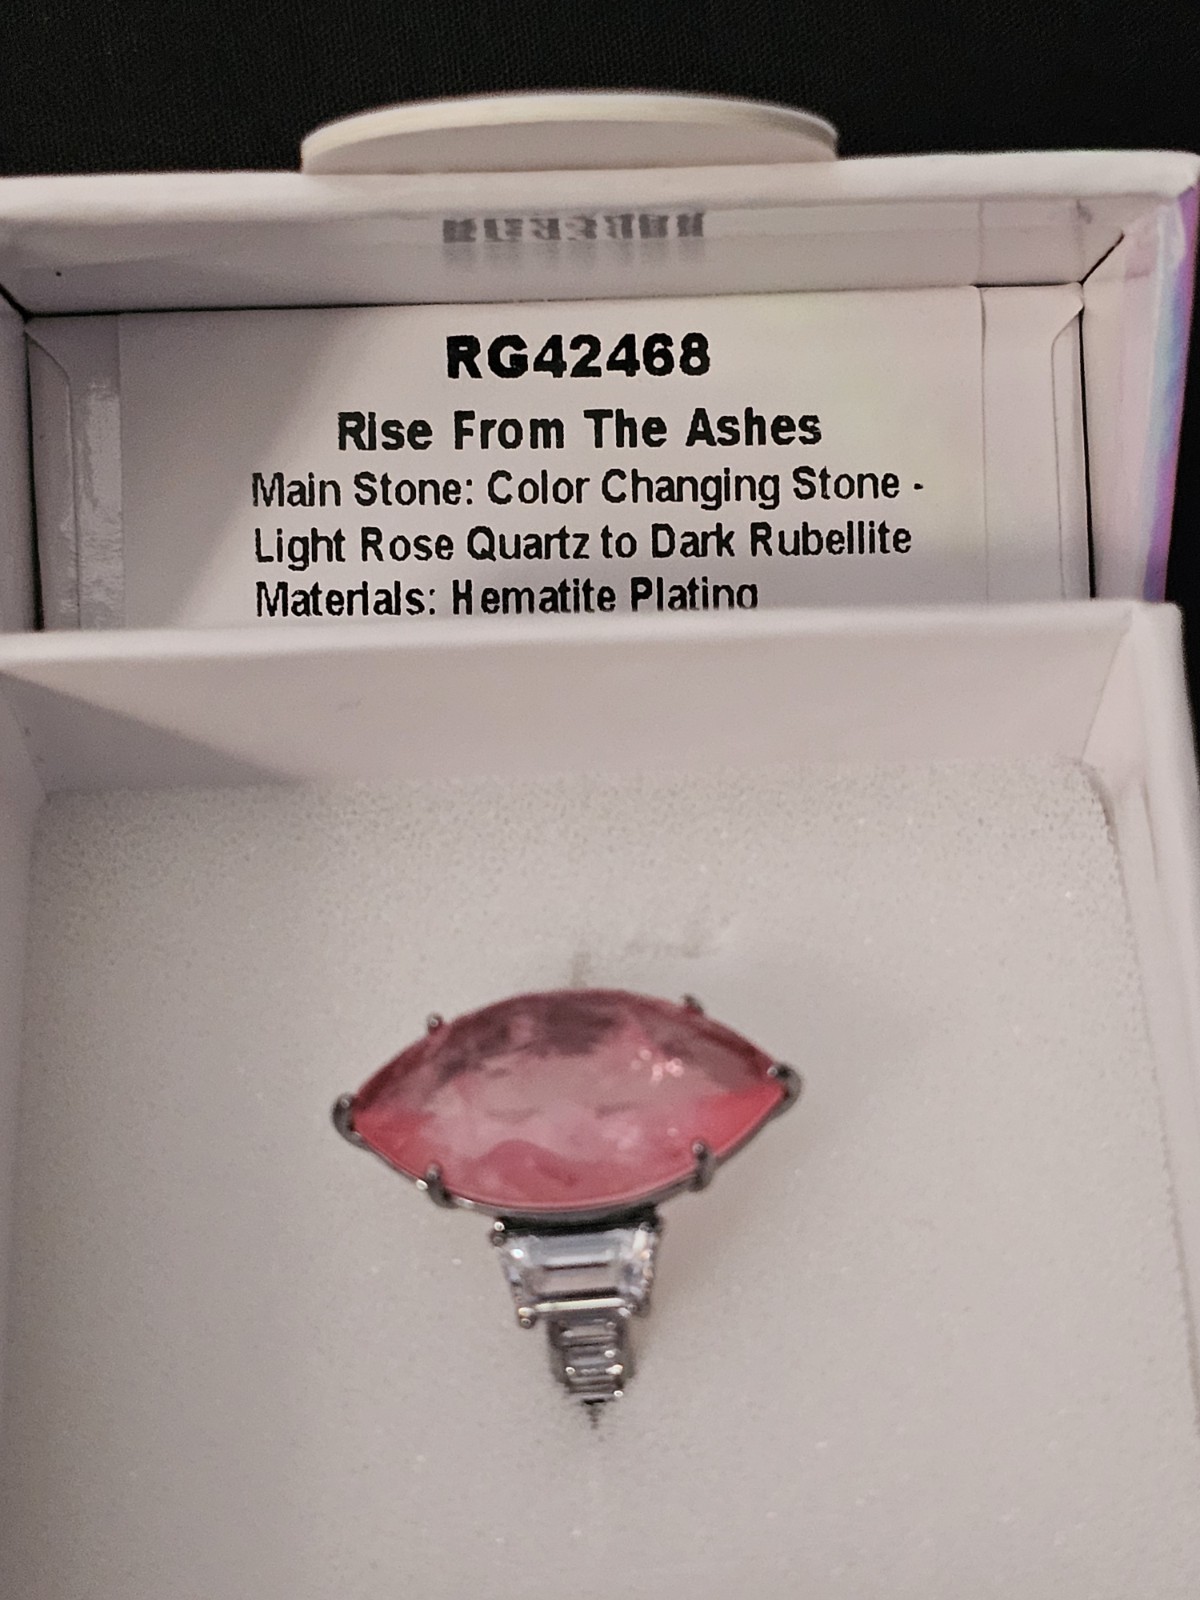 RG42468
Rise From The Ashes
Main Stone: Color Changing Stone -
Light Rose Quartz to Dark Rubellite
Materials: Hematite Plating